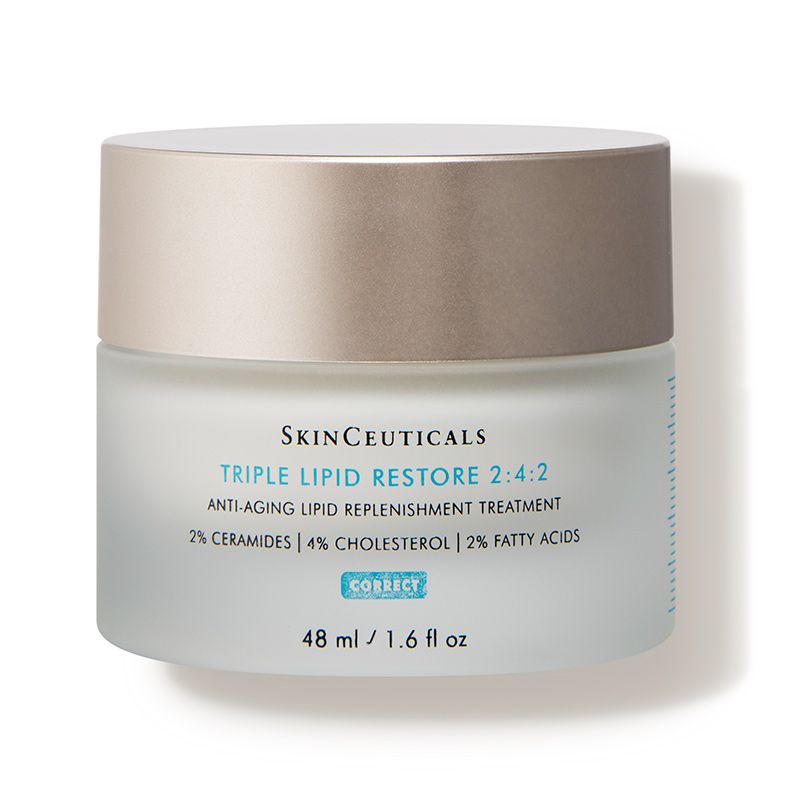 SKINCEUTICALS
TRIPLE LIPID RESTORE 2:4:2
ANTI-AGING LIPID REPLENISHMENT TREATMENT
2% CERAMIDES | 4% CHOLESTEROL | 2% FATTY ACIDS
CORRECT
48 ml / 1.6 fl oz